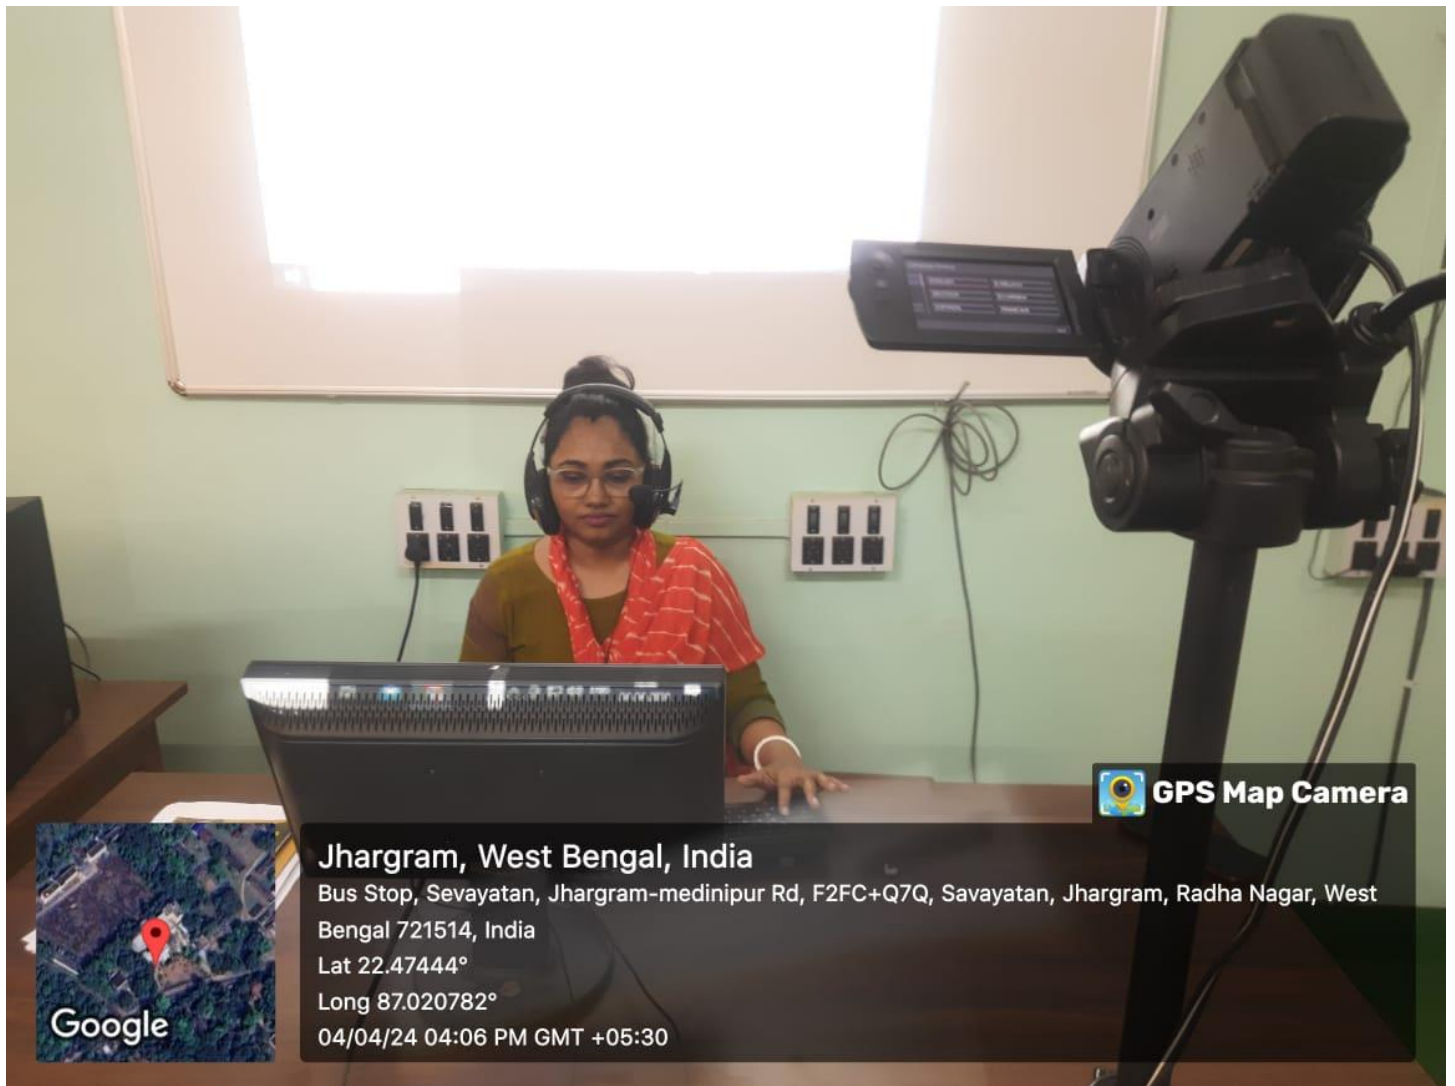 GPS Map Camera
Jhargram, West Bengal, India
Bus Stop, Sevayatan, Jhargram-medinipur Rd, F2FC+Q7Q, Savayatan, Jhargram, Radha Nagar, West
Bengal 721514, India
Lat 22.47444°
Long 87.020782°
04/04/24 04:06 PM GMT +05:30
Google